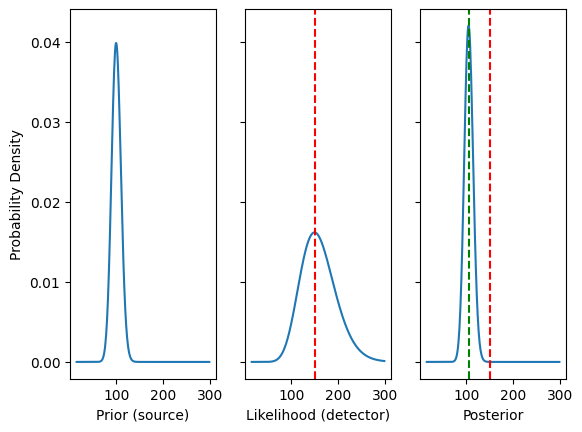 Probability Density
0.04
0.03
0.02
0.01
0.00
100 200 300
100 200 300
100 200 300
Prior (source)
Likelihood (detector)
Posterior